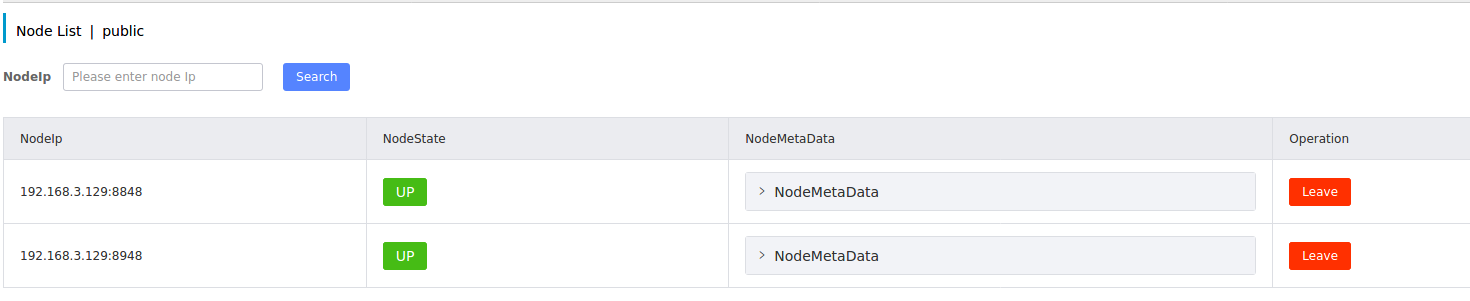 Node List | public
NodeIp Please enter node Ip Search
NodeIp NodeState NodeMetaData Operation
192.168.3.129:8848 UP > NodeMetaData Leave
192.168.3.129:8948 UP > NodeMetaData Leave